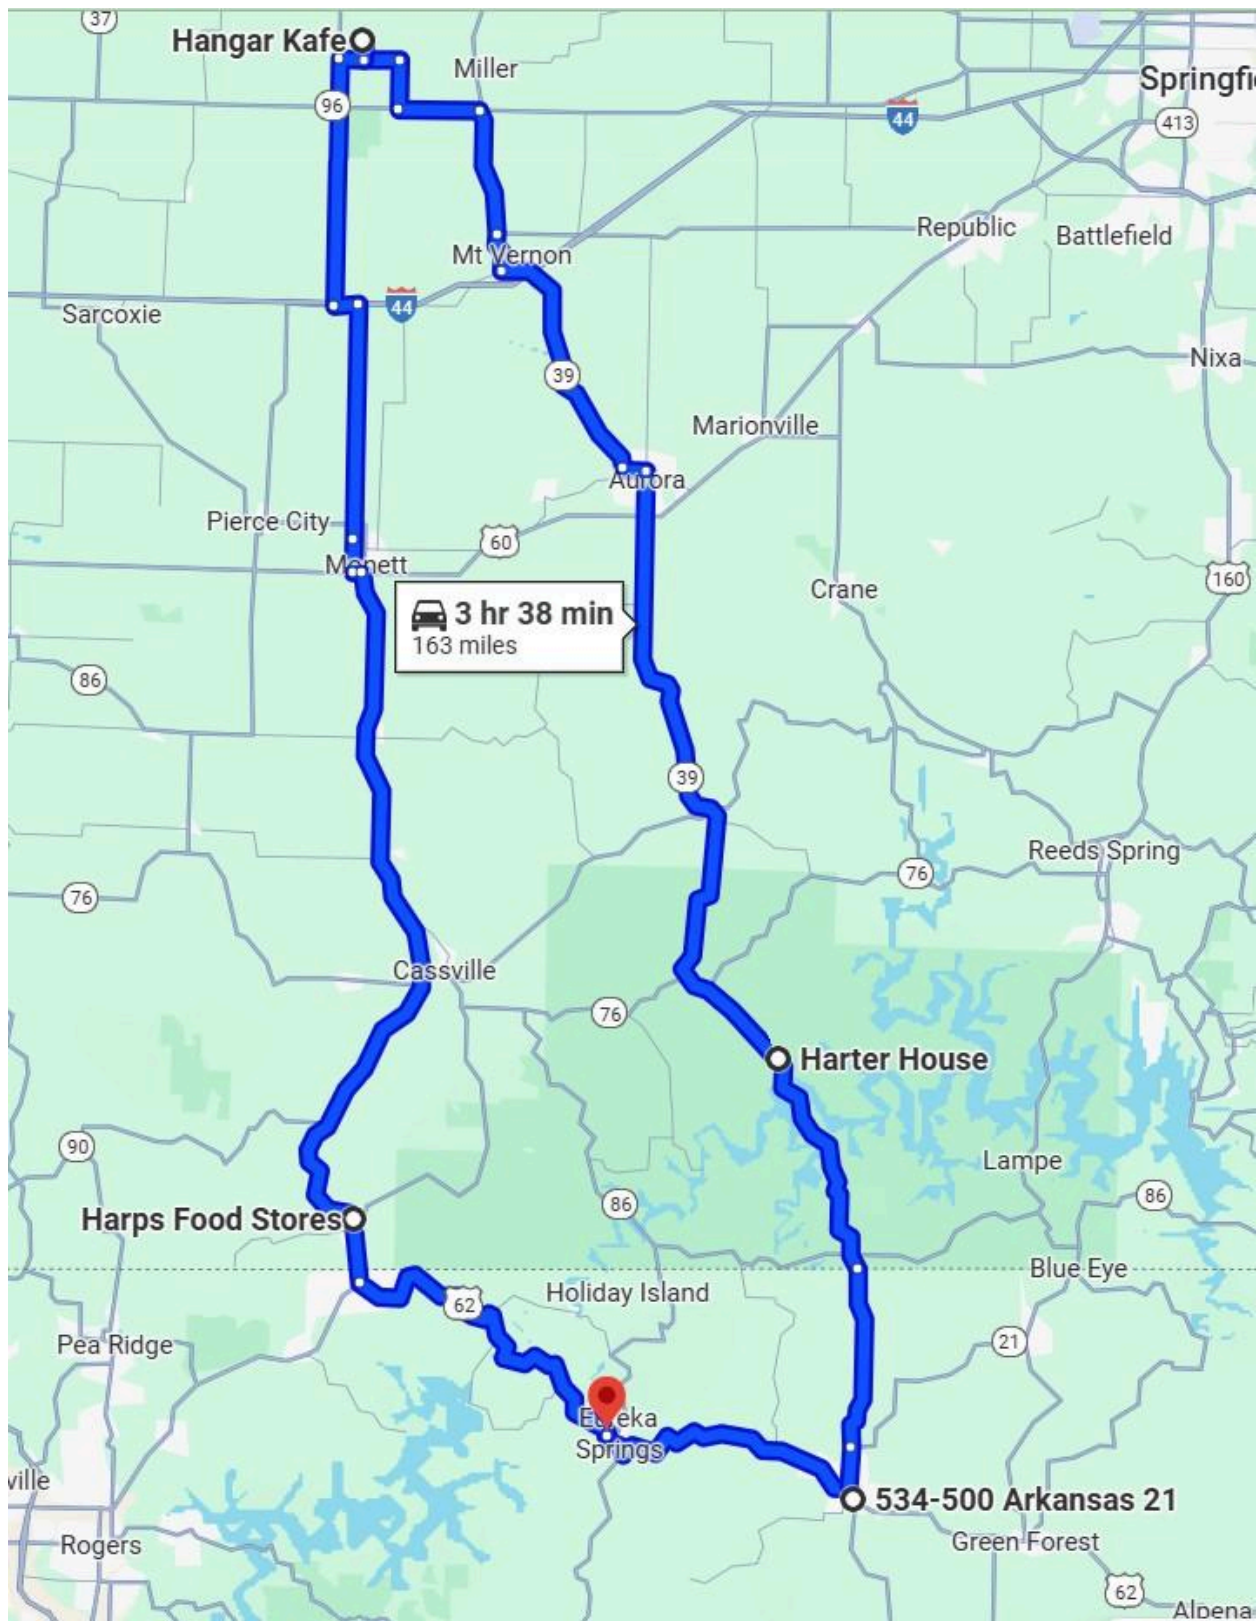 37
Hangar Kafe
Miller
Springfi
96
44
413
Republic
Battlefield
Mt Vernon
Sarcoxie
44
Nixa
39
Marionville
Aurora
Pierce City
60
Monett
160
Crane
3 hr 38 min
163 miles
86
39
Reeds Spring
76
76
Cassville
76
Harter House
90
Lampe
86
86
Harps Food Stores
Blue Eye
Holiday Island
62
21
Pea Ridge
Eureka
Springs
ville
534-500 Arkansas 21
Green Forest
Rogers
62
Alpena